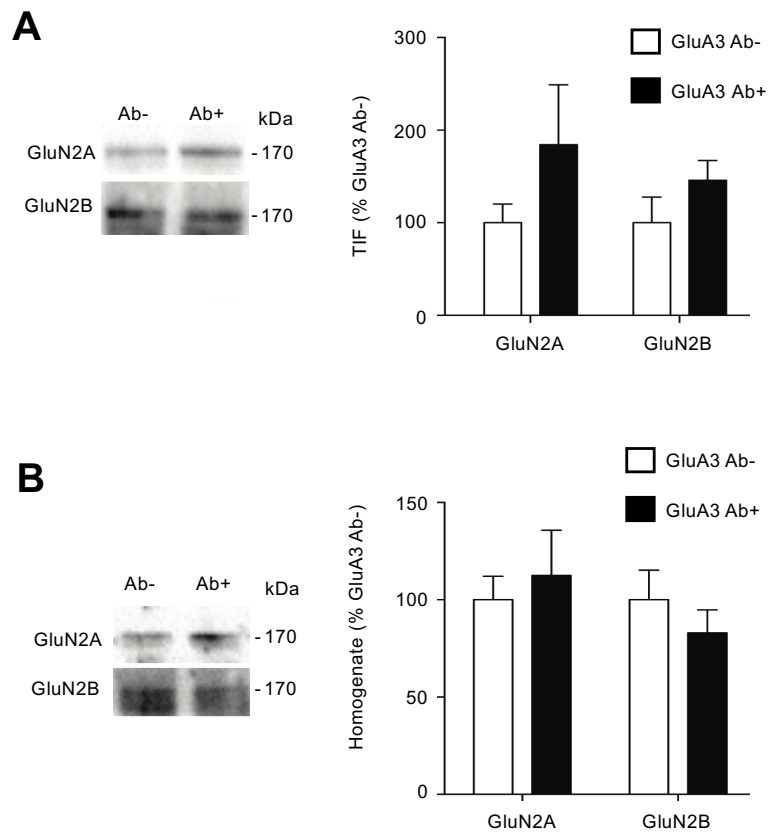 A
Ab-
Ab+
kDa
GluN2A
- 170
GluN2B
- 170
TIF (% GluA3 Ab-)
300
200
100
0
GluN2A
GluN2B
GluA3 Ab-
GluA3 Ab+
B
Ab-
Ab+
kDa
GluN2A
- 170
GluN2B
- 170
Homogenate (% GluA3 Ab-)
150
100
50
0
GluN2A
GluN2B
GluA3 Ab-
GluA3 Ab+